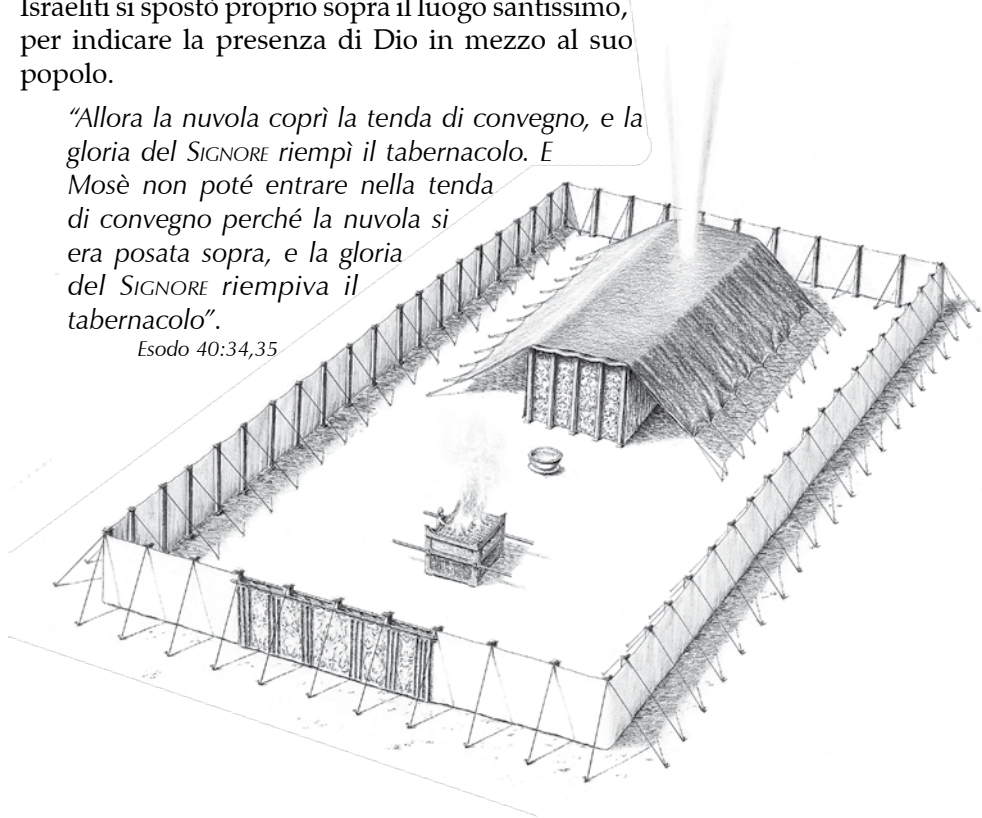 Israeliti si spostò proprio sopra il luogo santissimo,
per indicare la presenza di Dio in mezzo al suo
popolo.
“Allora la nuvola coprì la tenda di convegno, e la
gloria del SIGNORE riempì il tabernacolo. E
Mosè non poté entrare nella tenda
di convegno perché la nuvola si
era posata sopra, e la gloria
del SIGNORE riempiva il
tabernacolo”.
Esodo 40:34,35